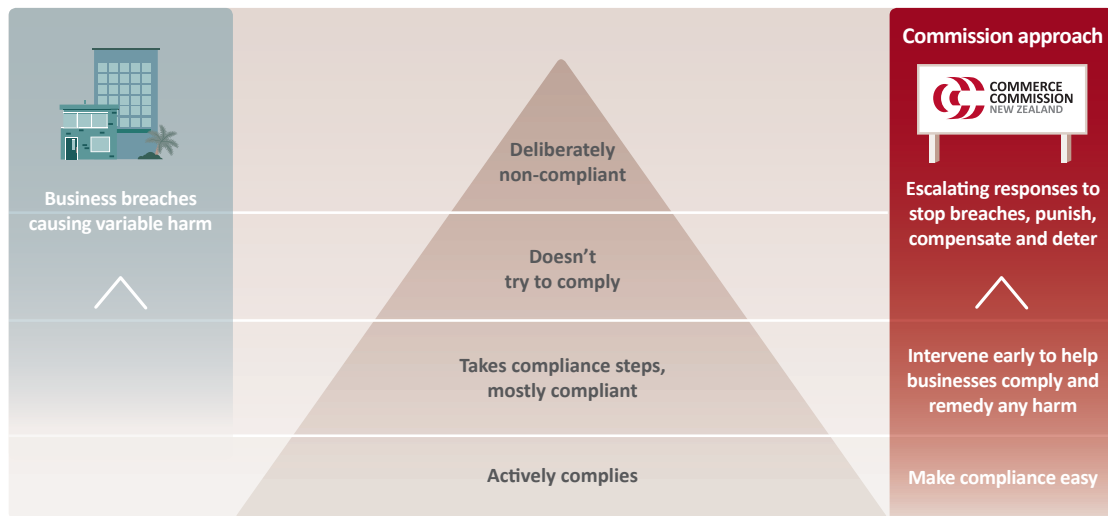 Business breaches
causing variable harm
Deliberately
non-compliant
Doesn't
try to comply
Takes compliance steps,
mostly compliant
Actively complies
Commission approach
COMMERCE
COMMISSION
NEW ZEALAND
Escalating responses to
stop breaches, punish,
compensate and deter
Intervene early to help
businesses comply and
remedy any harm
Make compliance easy